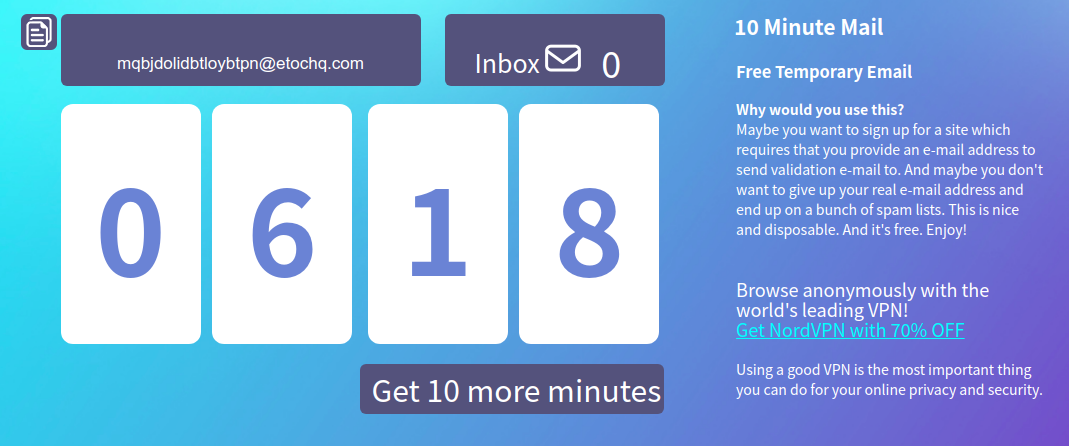 mqbjdolidbtloybtpn@etochq.com
Inbox 0
0 6 1 8
Get 10 more minutes
10 Minute Mail
Free Temporary Email
Why would you use this?
Maybe you want to sign up for a site which
requires that you provide an e-mail address to
send validation e-mail to. And maybe you don't
want to give up your real e-mail address and
end up on a bunch of spam lists. This is nice
and disposable. And it's free. Enjoy!
Browse anonymously with the
world's leading VPN!
Get NordVPN with 70% OFF
Using a good VPN is the most important thing
you can do for your online privacy and security.